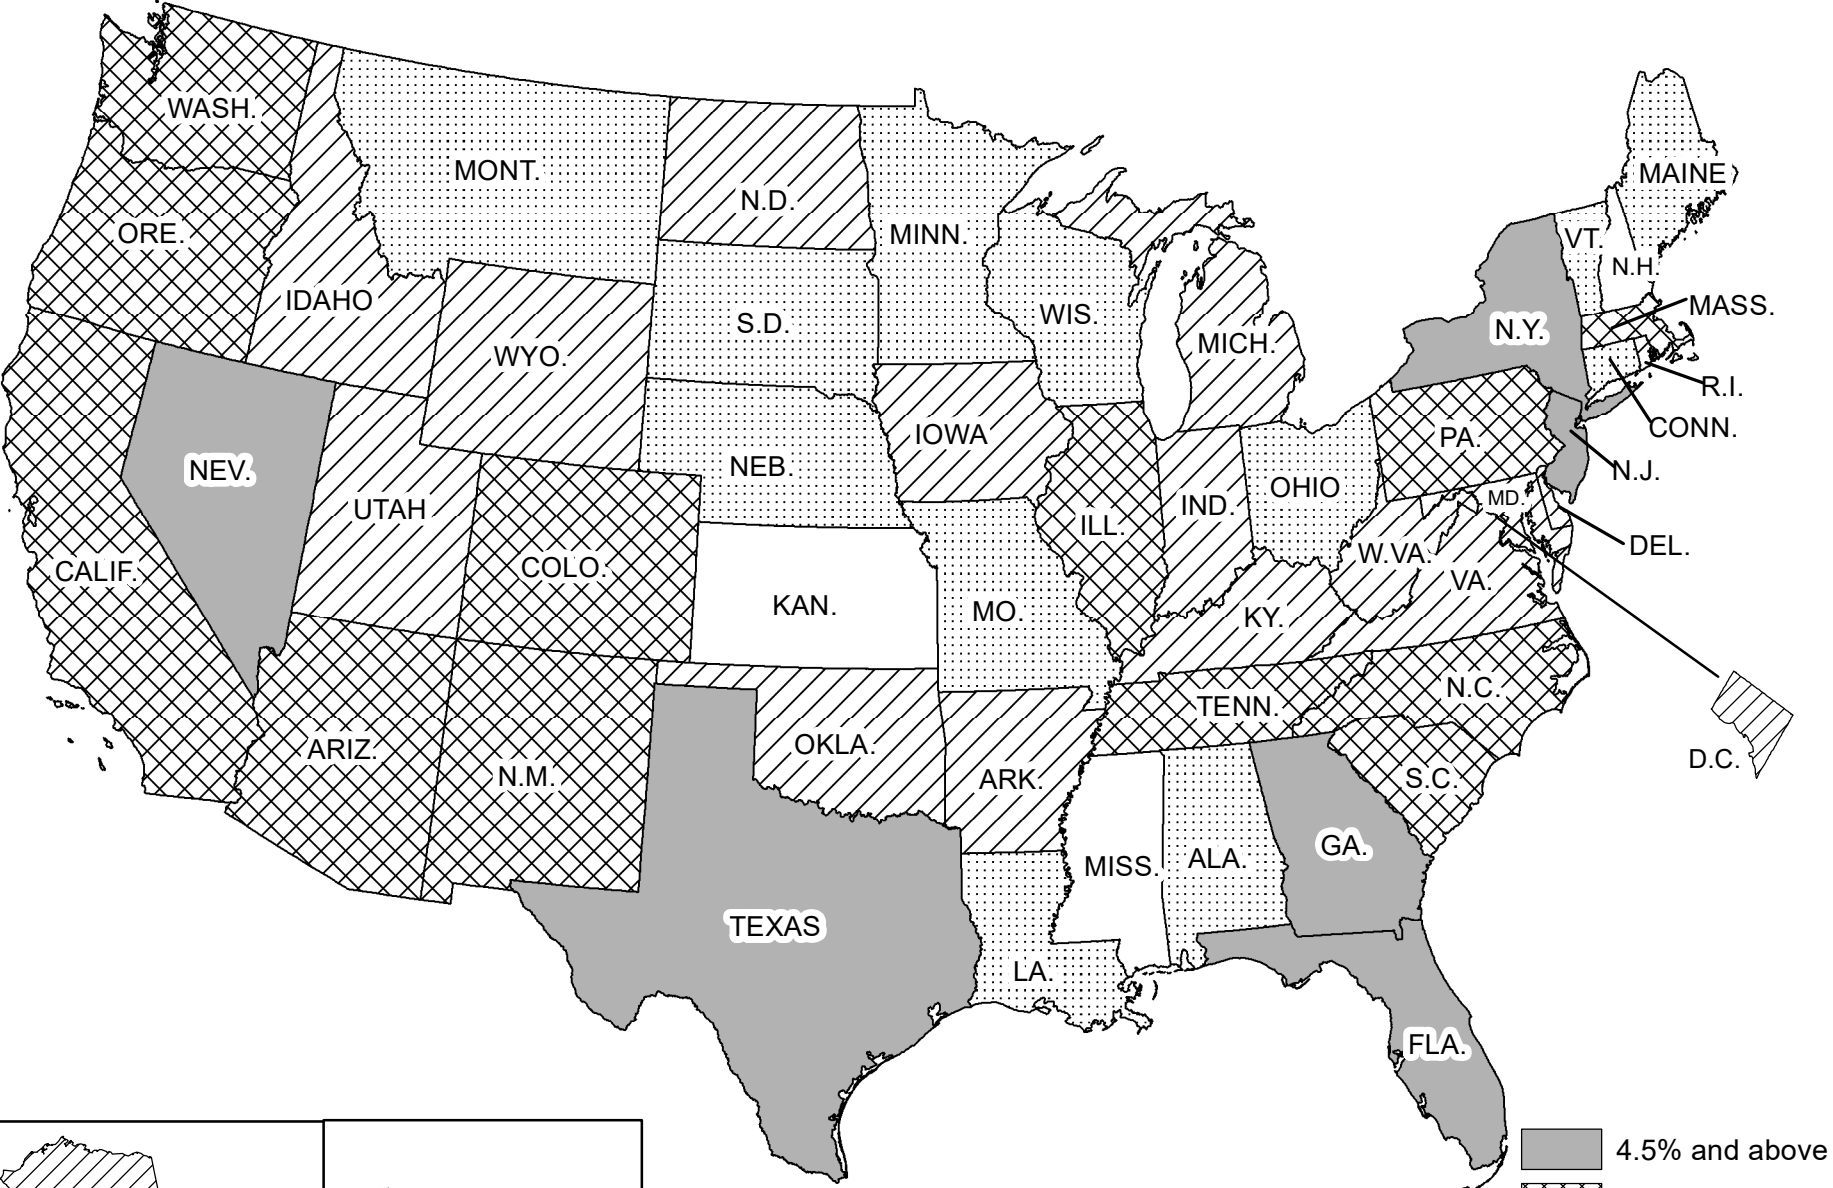 WASH.
MONT.
N.D.
MINN.
MAINE
ORE.
VT.
N.H.
IDAHO
WYO.
S.D.
WIS.
MICH.
N.Y.
MASS.
R.I.
CONN.
NEV.
UTAH
NEB.
IOWA
PA.
N.J.
IND.
OHIO
MD.
ILL.
CALIF.
COLO.
KAN.
MO.
W.VA.
VA.
DEL.
KY.
ARIZ.
N.M.
OKLA.
ARK.
TENN.
N.C.
S.C.
D.C.
TEXAS
LA.
MISS.
ALA.
GA.
FLA.
4.5% and above